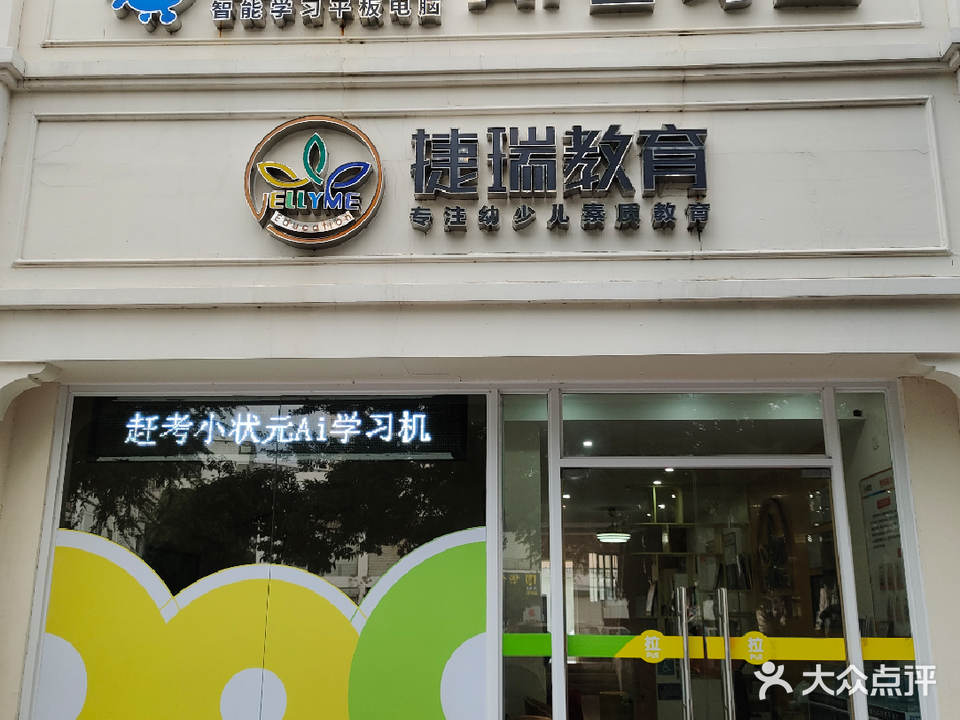 智能学习平板电脑
捷瑞教育
JELLYME
Education
专注幼少儿素质教育
赶考小状元Ai学习机
拉
拉
大众点评